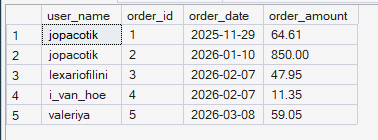 user_name order_id order_date order_amount
1 jopacotik 1 2025-11-29 64.61
2 jopacotik 2 2026-01-10 850.00
3 lexariofilini 3 2026-02-07 47.95
4 i_van_hoe 4 2026-02-07 11.35
5 valeriya 5 2026-03-08 59.05